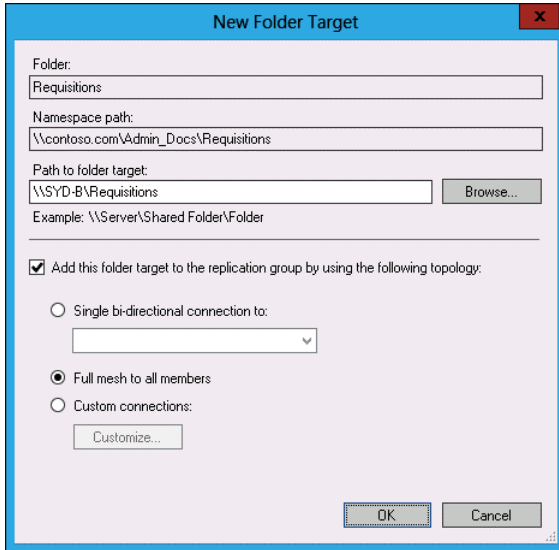 New Folder Target
x
Folder:
Requisitions
Namespace path:
\\contoso.com\Admin_Docs\Requisitions
Path to folder target:
\\SYD-B\Requisitions
Browse...
Example: \\Server\Shared Folder\Folder
Add this folder target to the replication group by using the following topology:
Single bi-directional connection to:
Full mesh to all members
Custom connections:
Customize...
OK
Cancel